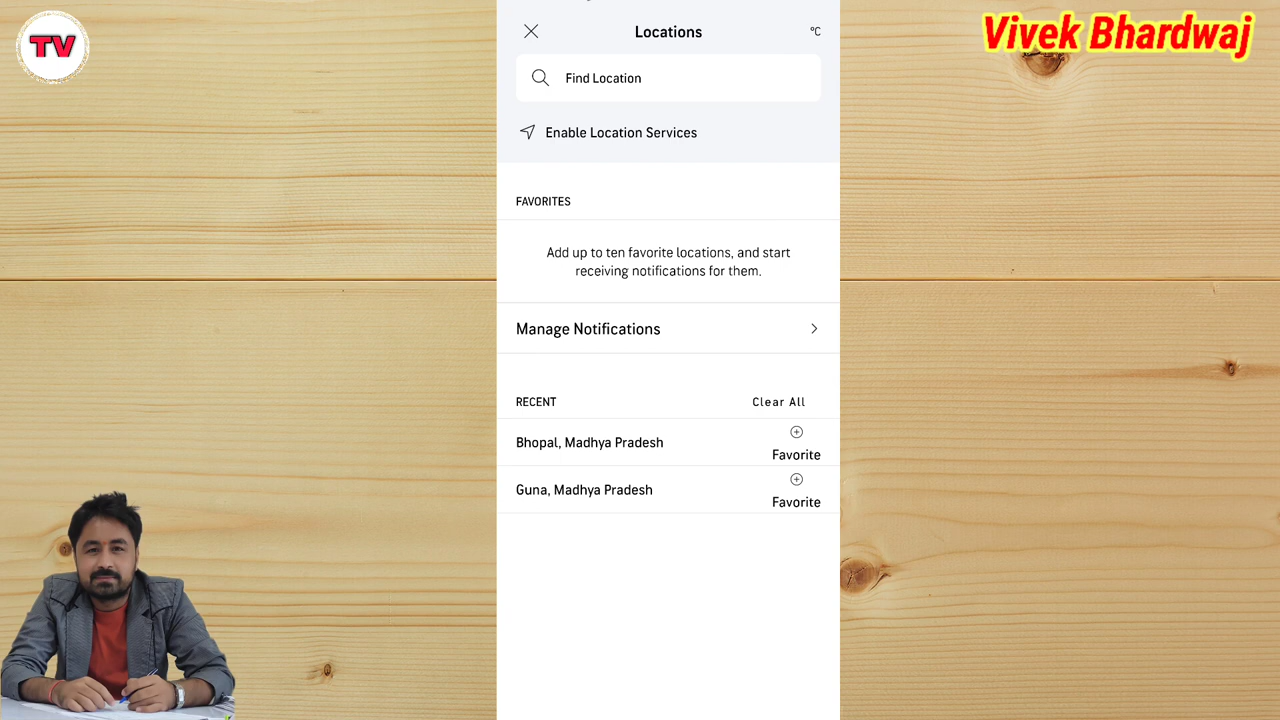 TV
Vivek Bhardwaj
Locations
°C
Find Location
Enable Location Services
FAVORITES
Add up to ten favorite locations, and start
receiving notifications for them.
Manage Notifications
RECENT
Clear All
Bhopal, Madhya Pradesh
Favorite
Guna, Madhya Pradesh
Favorite